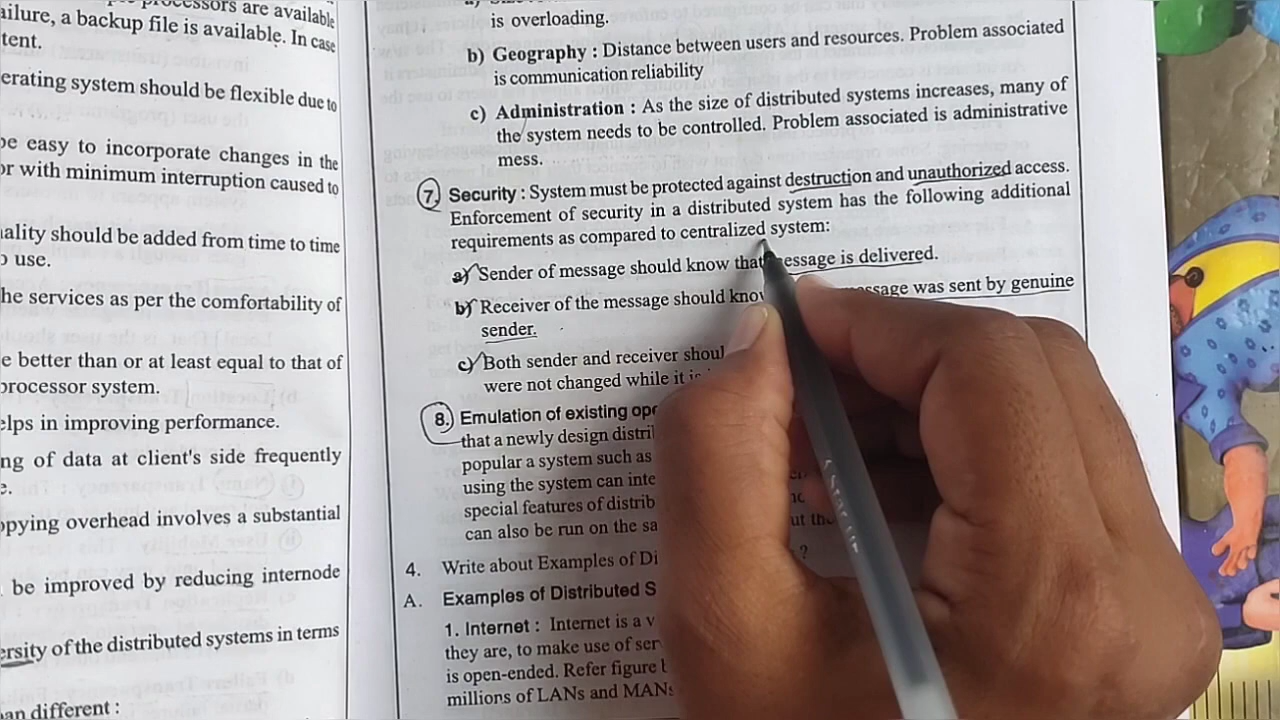 processors are available
ailure, a backup file is available. In case
tent.
erating system should be flexible due to
be easy to incorporate changes in the
or with minimum interruption caused to
ality should be added from time to time
o use.
he services as per the comfortability of
e better than or at least equal to that of
processor system.
elps in improving performance.
ng of data at client's side frequently
e.
opying overhead involves a substantial
be improved by reducing internode
ersity of the distributed systems in terms
an different :
is overloading.
b) Geography : Distance between users and resources. Problem associated
is communication reliability
c) Administration : As the size of distributed systems increases, many of
the system needs to be controlled. Problem associated is administrative
mess.
7. Security : System must be protected against destruction and unauthorized access.
Enforcement of security in a distributed system has the following additional
requirements as compared to centralized system:
a) Sender of message should know that message is delivered.
b) Receiver of the message should know message was sent by genuine
sender.
c) Both sender and receiver shoul
were not changed while it is
8. Emulation of existing ope
that a newly design distri
popular a system such as
using the system can inte
special features of distrib
can also be run on the sa ut the
4. Write about Examples of Di ?
A. Examples of Distributed S
1. Internet : Internet is a v
they are, to make use of ser
is open-ended. Refer figure b
millions of LANs and MANs